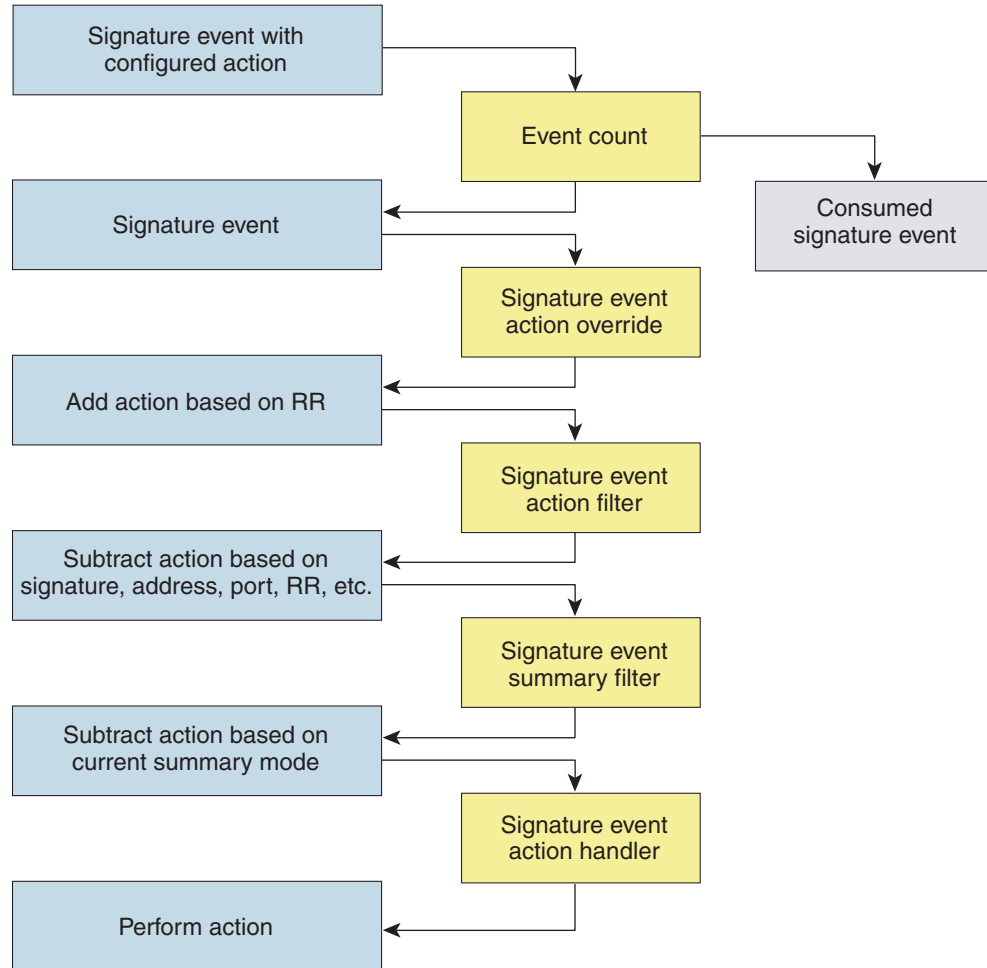 Signature event with
configured action
Event count
Consumed
signature event
Signature event
Signature event
action override
Add action based on RR
Signature event
action filter
Subtract action based on
signature, address, port, RR, etc.
Signature event
summary filter
Subtract action based on
current summary mode
Signature event
action handler
Perform action